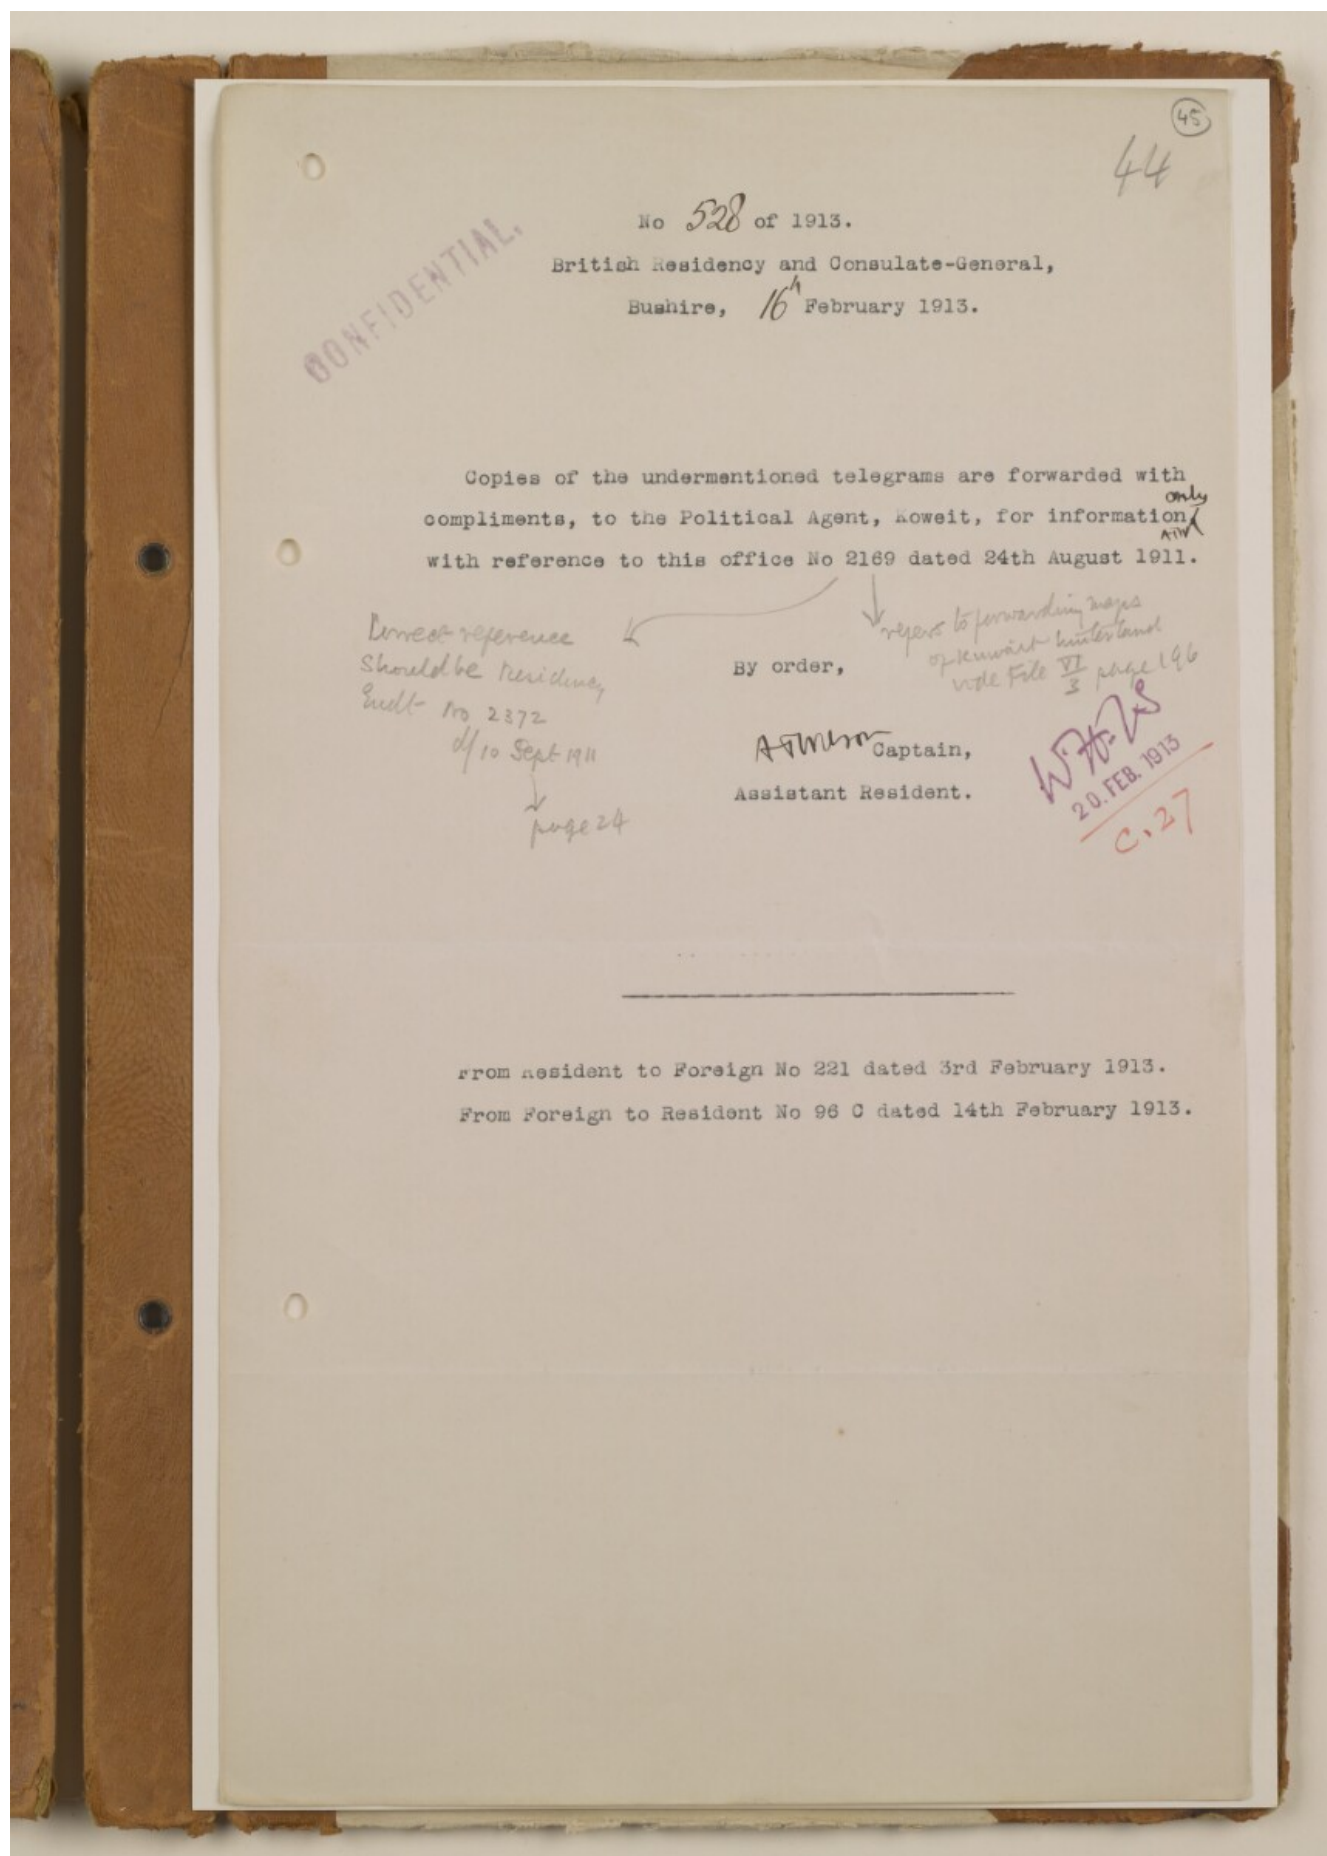 45
44
CONFIDENTIAL.
No 528 of 1913.
British Residency and Consulate-General,
Bushire, 16th February 1913.
Copies of the undermentioned telegrams are forwarded with
only
compliments, to the Political Agent, Koweit, for information
ATW
with reference to this office No 2169 dated 24th August 1911.
refers to forwarding maps
of Kuwait hinterland
vide File VI/3 page 196
Correct reference
Should be Residency
Endt No 2372
d/10 Sept 1911
page 24
By order,
ATWilson Captain,
Assistant Resident.
20. FEB. 1913
C. 27
From Resident to Foreign No 221 dated 3rd February 1913.
From Foreign to Resident No 96 C dated 14th February 1913.